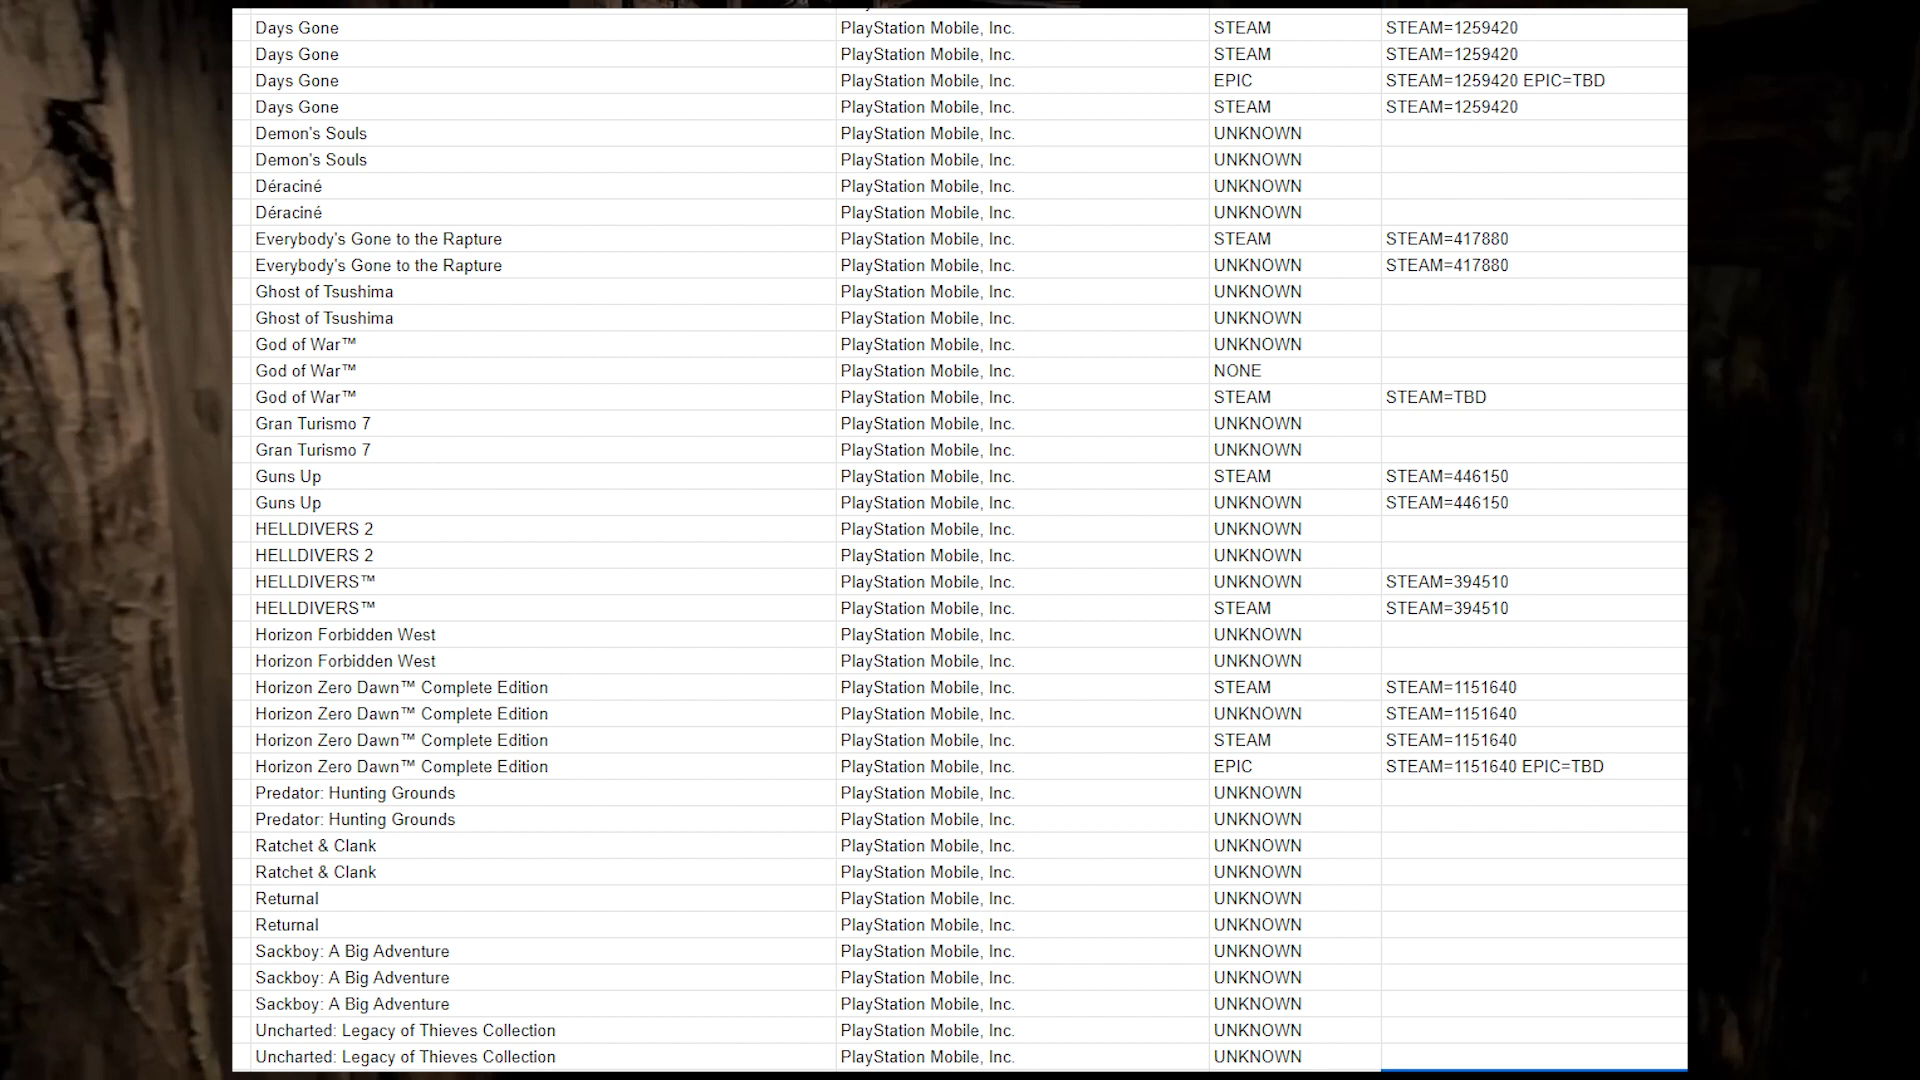 Days Gone PlayStation Mobile, Inc. STEAM STEAM=1259420
Days Gone PlayStation Mobile, Inc. STEAM STEAM=1259420
Days Gone PlayStation Mobile, Inc. EPIC STEAM=1259420 EPIC=TBD
Days Gone PlayStation Mobile, Inc. STEAM STEAM=1259420
Demon's Souls PlayStation Mobile, Inc. UNKNOWN
Demon's Souls PlayStation Mobile, Inc. UNKNOWN
Déraciné PlayStation Mobile, Inc. UNKNOWN
Déraciné PlayStation Mobile, Inc. UNKNOWN
Everybody's Gone to the Rapture PlayStation Mobile, Inc. STEAM STEAM=417880
Everybody's Gone to the Rapture PlayStation Mobile, Inc. UNKNOWN STEAM=417880
Ghost of Tsushima PlayStation Mobile, Inc. UNKNOWN
Ghost of Tsushima PlayStation Mobile, Inc. UNKNOWN
God of War™ PlayStation Mobile, Inc. UNKNOWN
God of War™ PlayStation Mobile, Inc. NONE
God of War™ PlayStation Mobile, Inc. STEAM STEAM=TBD
Gran Turismo 7 PlayStation Mobile, Inc. UNKNOWN
Gran Turismo 7 PlayStation Mobile, Inc. UNKNOWN
Guns Up PlayStation Mobile, Inc. STEAM STEAM=446150
Guns Up PlayStation Mobile, Inc. UNKNOWN STEAM=446150
HELLDIVERS 2 PlayStation Mobile, Inc. UNKNOWN
HELLDIVERS 2 PlayStation Mobile, Inc. UNKNOWN
HELLDIVERS™ PlayStation Mobile, Inc. UNKNOWN STEAM=394510
HELLDIVERS™ PlayStation Mobile, Inc. STEAM STEAM=394510
Horizon Forbidden West PlayStation Mobile, Inc. UNKNOWN
Horizon Forbidden West PlayStation Mobile, Inc. UNKNOWN
Horizon Zero Dawn™ Complete Edition PlayStation Mobile, Inc. STEAM STEAM=1151640
Horizon Zero Dawn™ Complete Edition PlayStation Mobile, Inc. UNKNOWN STEAM=1151640
Horizon Zero Dawn™ Complete Edition PlayStation Mobile, Inc. STEAM STEAM=1151640
Horizon Zero Dawn™ Complete Edition PlayStation Mobile, Inc. EPIC STEAM=1151640 EPIC=TBD
Predator: Hunting Grounds PlayStation Mobile, Inc. UNKNOWN
Predator: Hunting Grounds PlayStation Mobile, Inc. UNKNOWN
Ratchet & Clank PlayStation Mobile, Inc. UNKNOWN
Ratchet & Clank PlayStation Mobile, Inc. UNKNOWN
Returnal PlayStation Mobile, Inc. UNKNOWN
Returnal PlayStation Mobile, Inc. UNKNOWN
Sackboy: A Big Adventure PlayStation Mobile, Inc. UNKNOWN
Sackboy: A Big Adventure PlayStation Mobile, Inc. UNKNOWN
Sackboy: A Big Adventure PlayStation Mobile, Inc. UNKNOWN
Uncharted: Legacy of Thieves Collection PlayStation Mobile, Inc. UNKNOWN
Uncharted: Legacy of Thieves Collection PlayStation Mobile, Inc. UNKNOWN